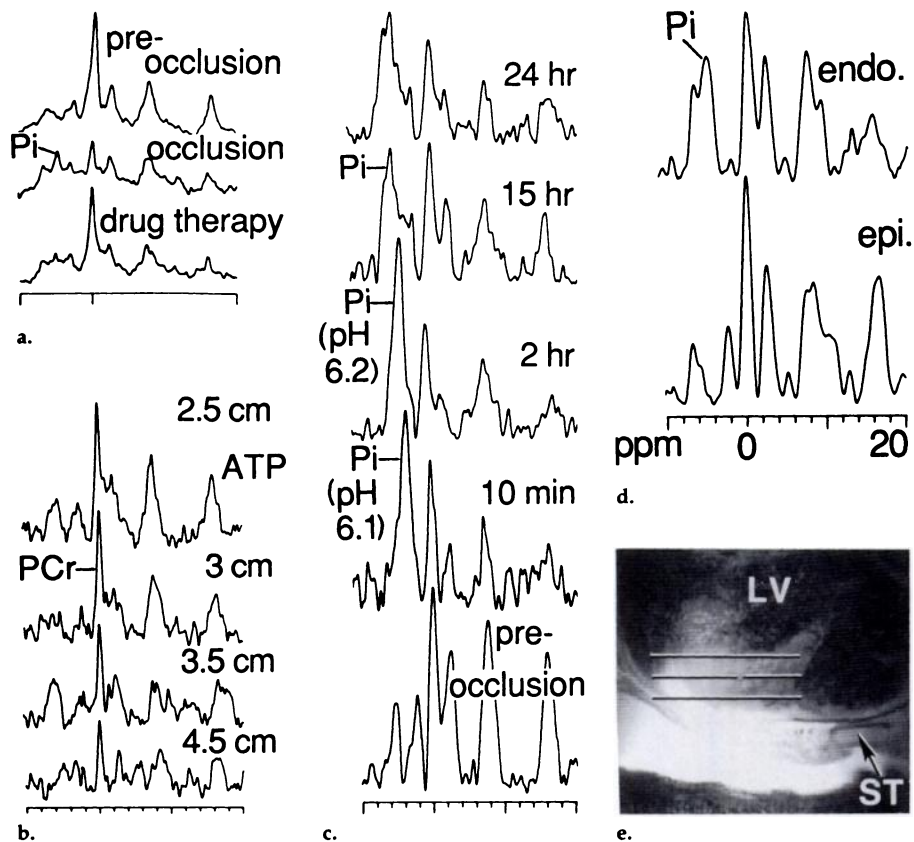 pre-
occlusion
Pi
occlusion
drug therapy
a.
2.5 cm
ATP
PCr
3 cm
3.5 cm
4.5 cm
b.
24 hr
Pi
15 hr
Pi
(pH
6.2)
2 hr
Pi
(pH
6.1)
10 min
pre-
occlusion
c.
Pi
endo.
epi.
ppm 0 20
d.
LV
ST
e.